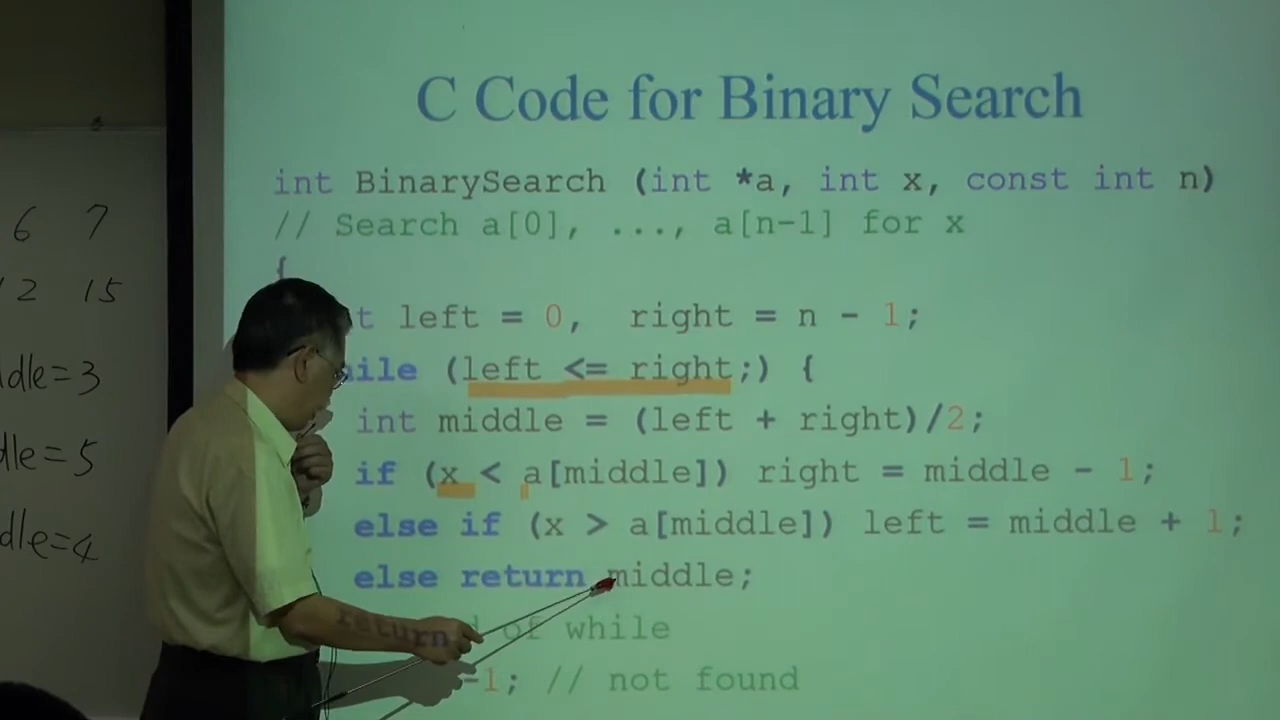 C Code for Binary Search
int BinarySearch (int *a, int x, const int n)
// Search a[0], ..., a[n-1] for x
{
t left = 0, right = n - 1;
ile (left <= right;) {
int middle = (left + right)/2;
if (x < a[middle]) right = middle - 1;
else if (x > a[middle]) left = middle + 1;
else return middle;
of while
return -1; // not found
6 7
12 15
dle=3
dle=5
dle=4